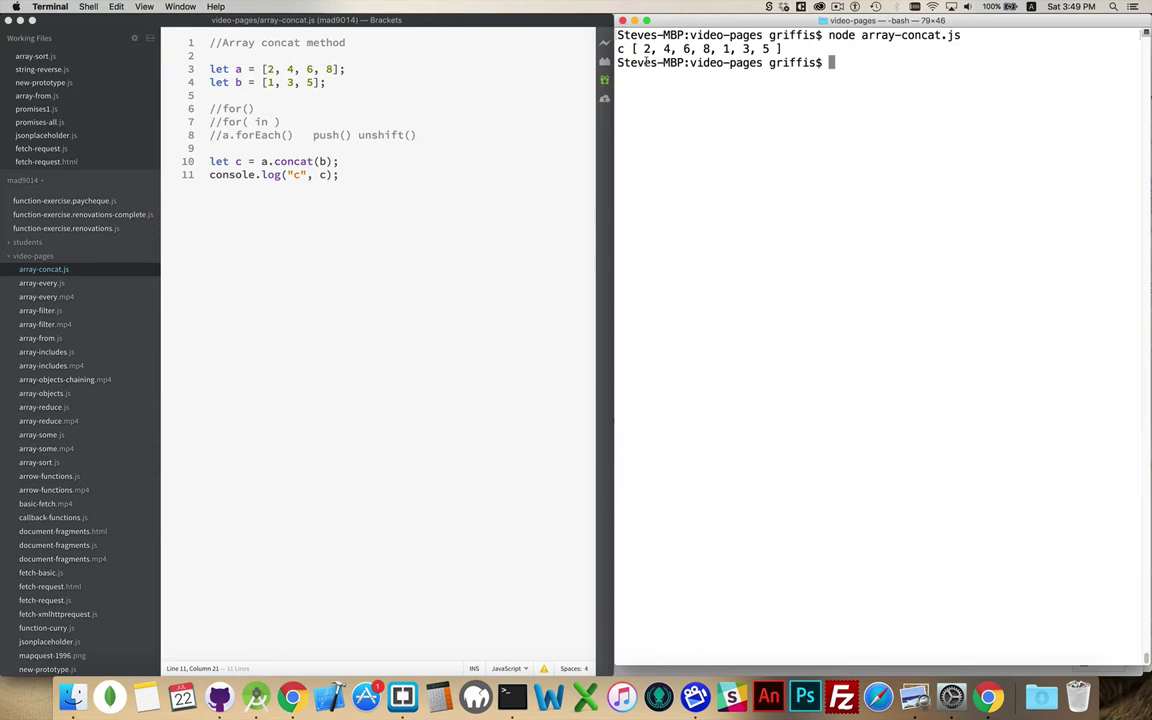 Terminal Shell Edit View Window Help
100% Sat 3:49 PM
video-pages/array-concat.js (mad9014) — Brackets
Working Files
array-sort.js
string-reverse.js
new-prototype.js
array-from.js
promises1.js
promises-all.js
jsonplaceholder.js
fetch-request.js
fetch-request.html
mad9014
function-exercise.paycheque.js
function-exercise.renovations-complete.js
function-exercise.renovations.js
students
video-pages
array-concat.js
array-every.js
array-every.mp4
array-filter.js
array-filter.mp4
array-from.js
array-includes.js
array-includes.mp4
array-objects-chaining.mp4
array-objects.js
array-reduce.js
array-reduce.mp4
array-some.js
array-some.mp4
array-sort.js
arrow-functions.js
arrow-functions.mp4
basic-fetch.mp4
callback-functions.js
document-fragments.html
document-fragments.js
document-fragments.mp4
fetch-basic.js
fetch-request.html
fetch-request.js
fetch-xmlhttprequest.js
function-curry.js
jsonplaceholder.js
mapquest-1996.png
new-prototype.js
1 //Array concat method
2
3 let a = [2, 4, 6, 8];
4 let b = [1, 3, 5];
5
6 //for()
7 //for( in )
8 //a.forEach() push() unshift()
9
10 let c = a.concat(b);
11 console.log("c", c);
Line 11, Column 21 — 11 Lines
INS JavaScript Spaces: 4
video-pages — -bash — 79×46
Steves-MBP:video-pages griffis$ node array-concat.js
c [ 2, 4, 6, 8, 1, 3, 5 ]
Steves-MBP:video-pages griffis$
JUL
22
1
An
Ps
Fz